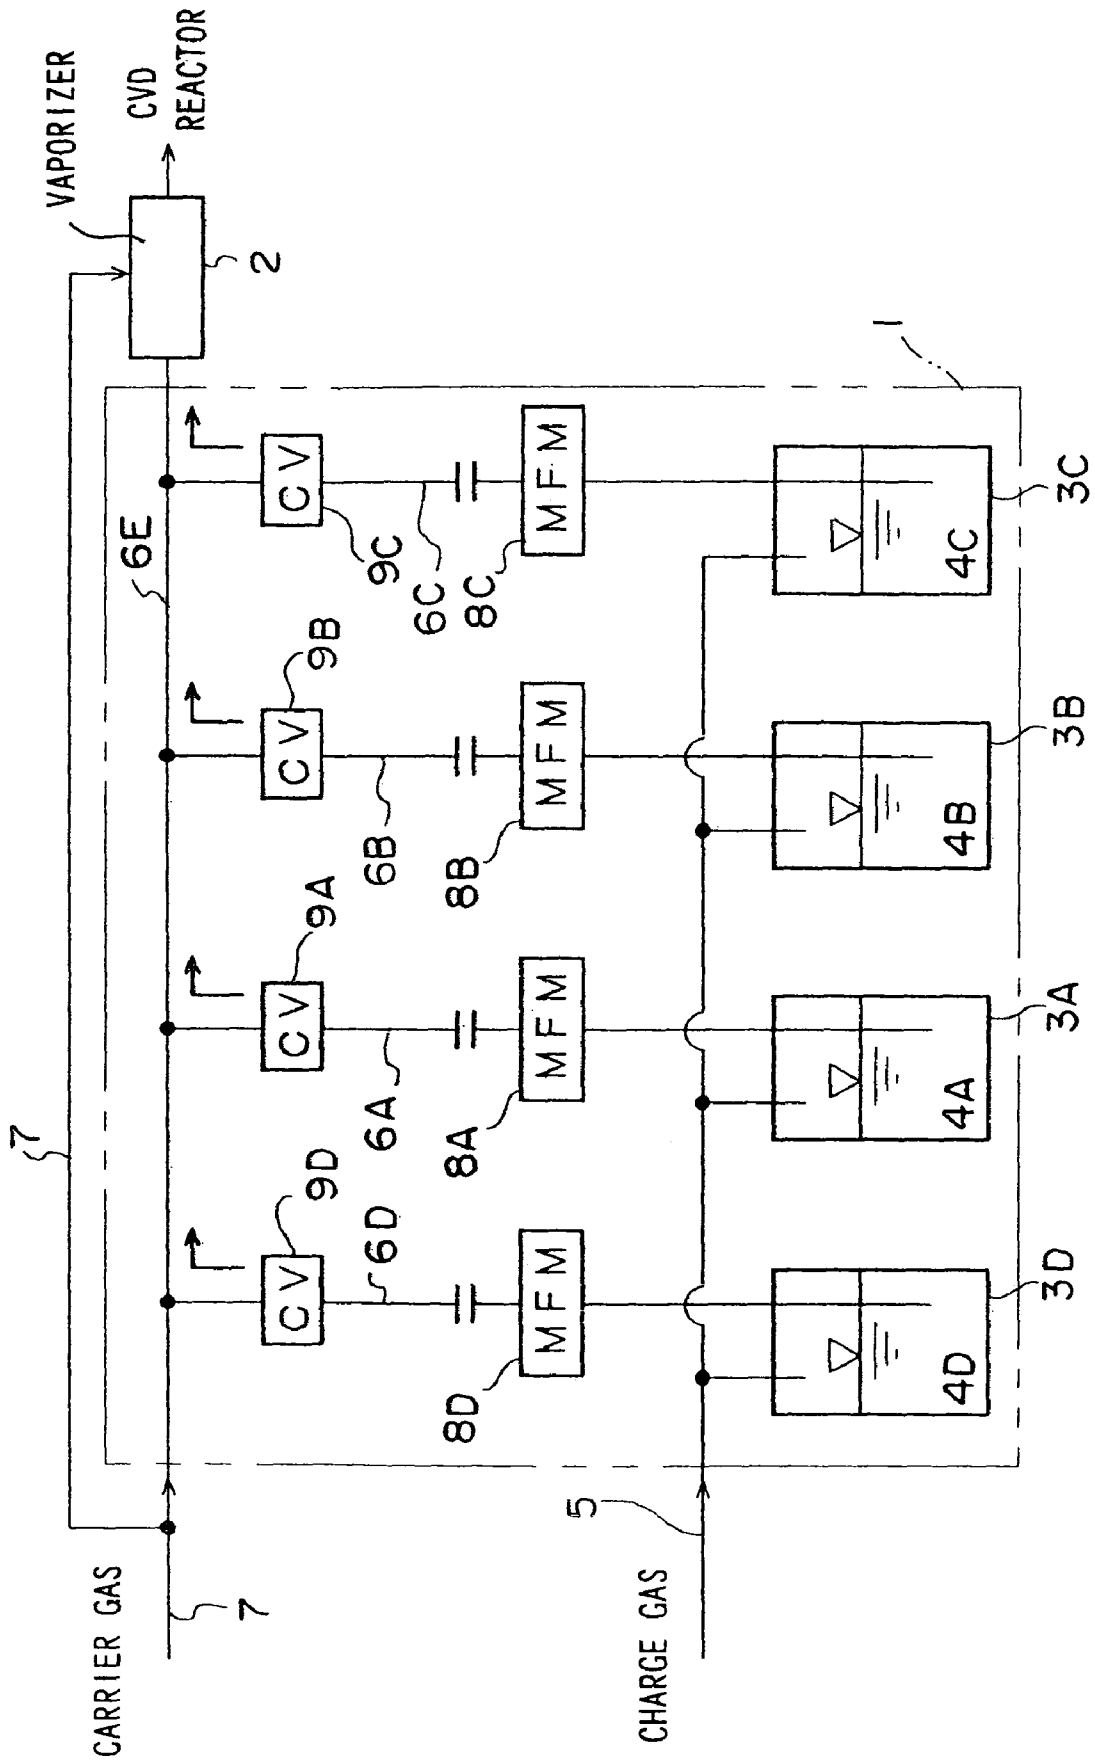 VAPORIZER
CVD
REACTOR
2
1
7
CARRIER GAS
7
6E
9D
9A
9B
9C
CV
CV
CV
CV
6D
6A
6B
6C
8D
8A
8B
8C
MFM
MFM
MFM
MFM
5
CHARGE GAS
4D
4A
4B
4C
3D
3A
3B
3C